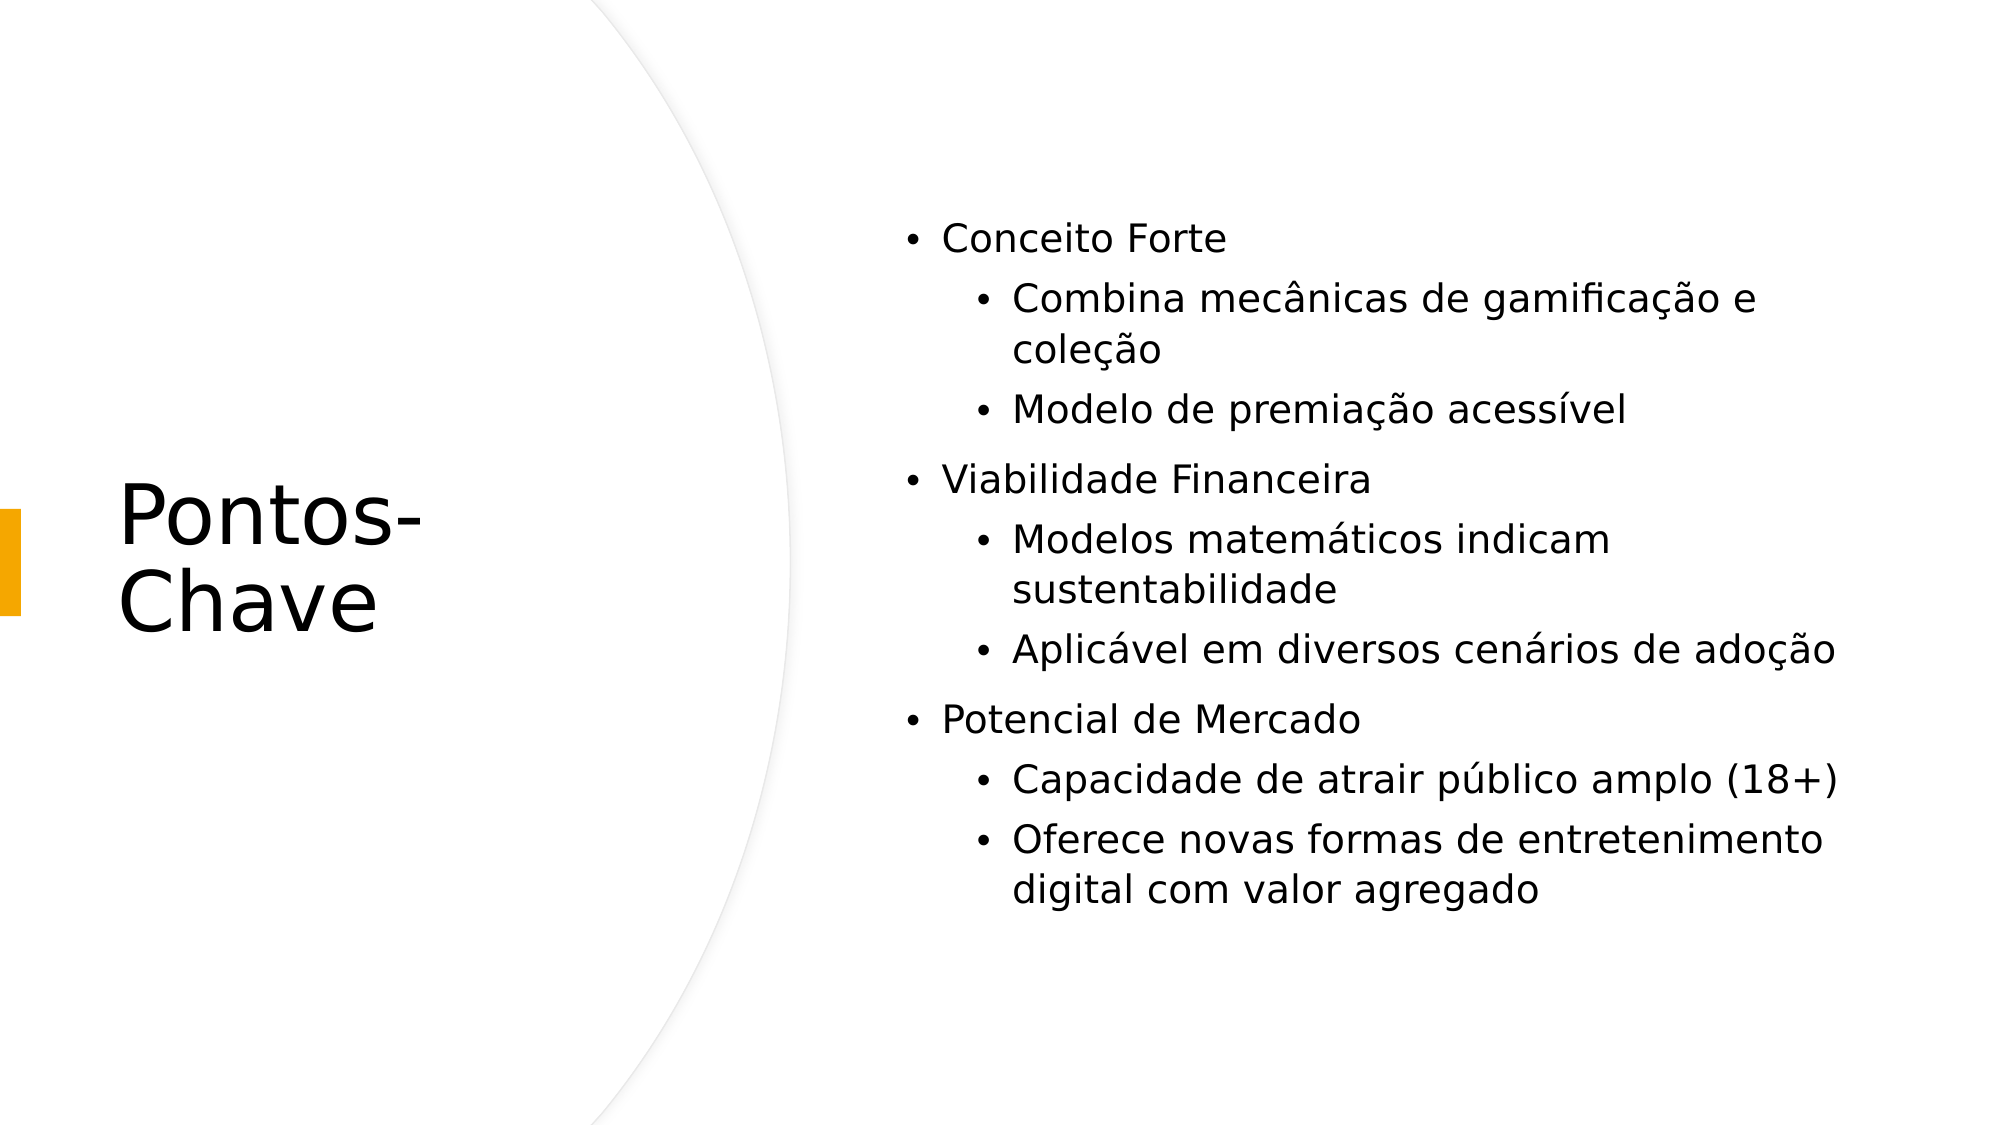 Pontos-
Chave
• Conceito Forte
• Combina mecânicas de gamificação e
coleção
• Modelo de premiação acessível
• Viabilidade Financeira
• Modelos matemáticos indicam
sustentabilidade
• Aplicável em diversos cenários de adoção
• Potencial de Mercado
• Capacidade de atrair público amplo (18+)
• Oferece novas formas de entretenimento
digital com valor agregado